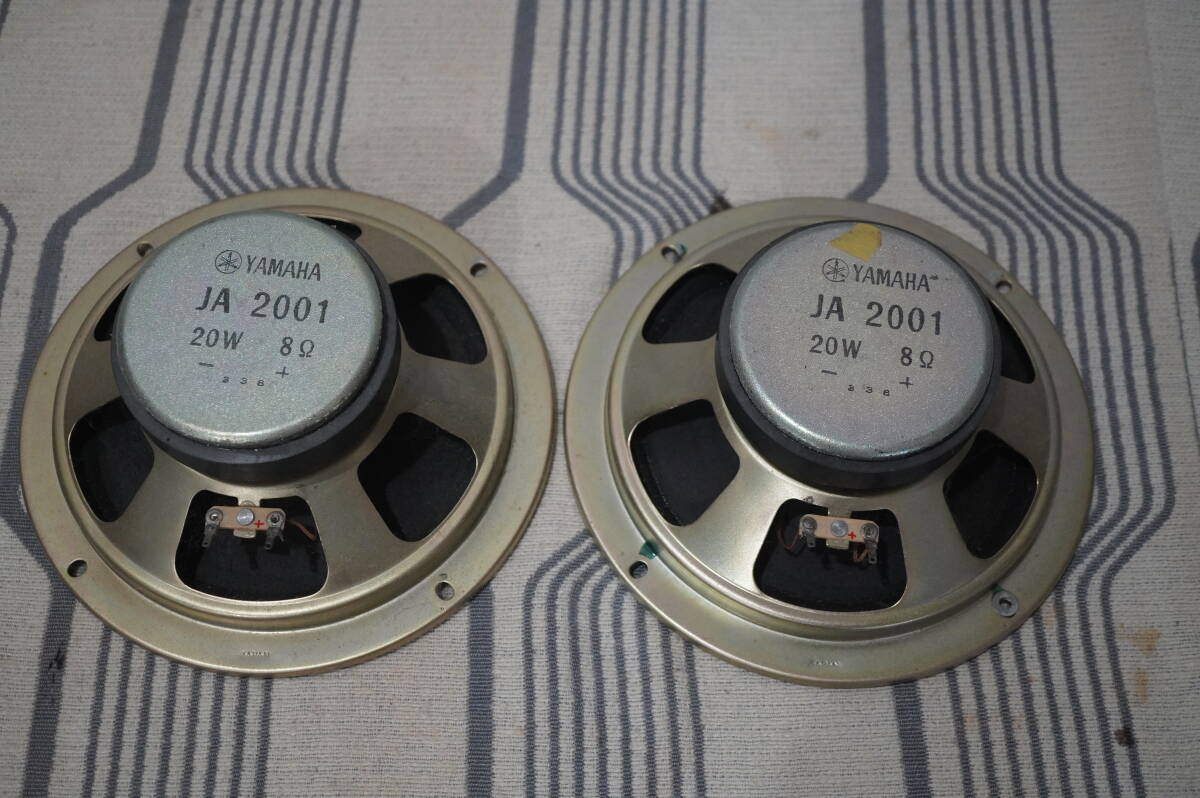 YAMAHA
JA 2001
20W 8Ω
− +
+
YAMAHA
JA 2001
20W 8Ω
− +
+